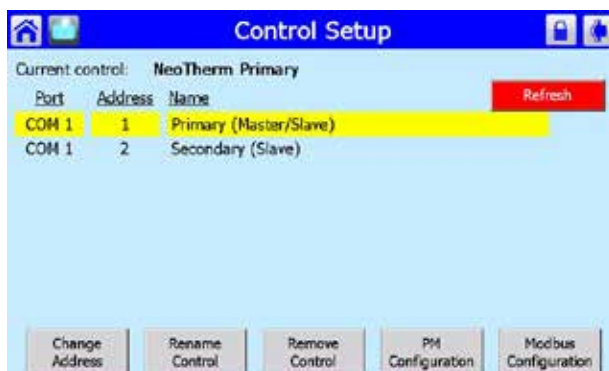 Control Setup
Current control: NeoTherm Primary
Port Address Name
Refresh
COM 1 1 Primary (Master/Slave)
COM 1 2 Secondary (Slave)
Change Address
Rename Control
Remove Control
PM Configuration
Modbus Configuration